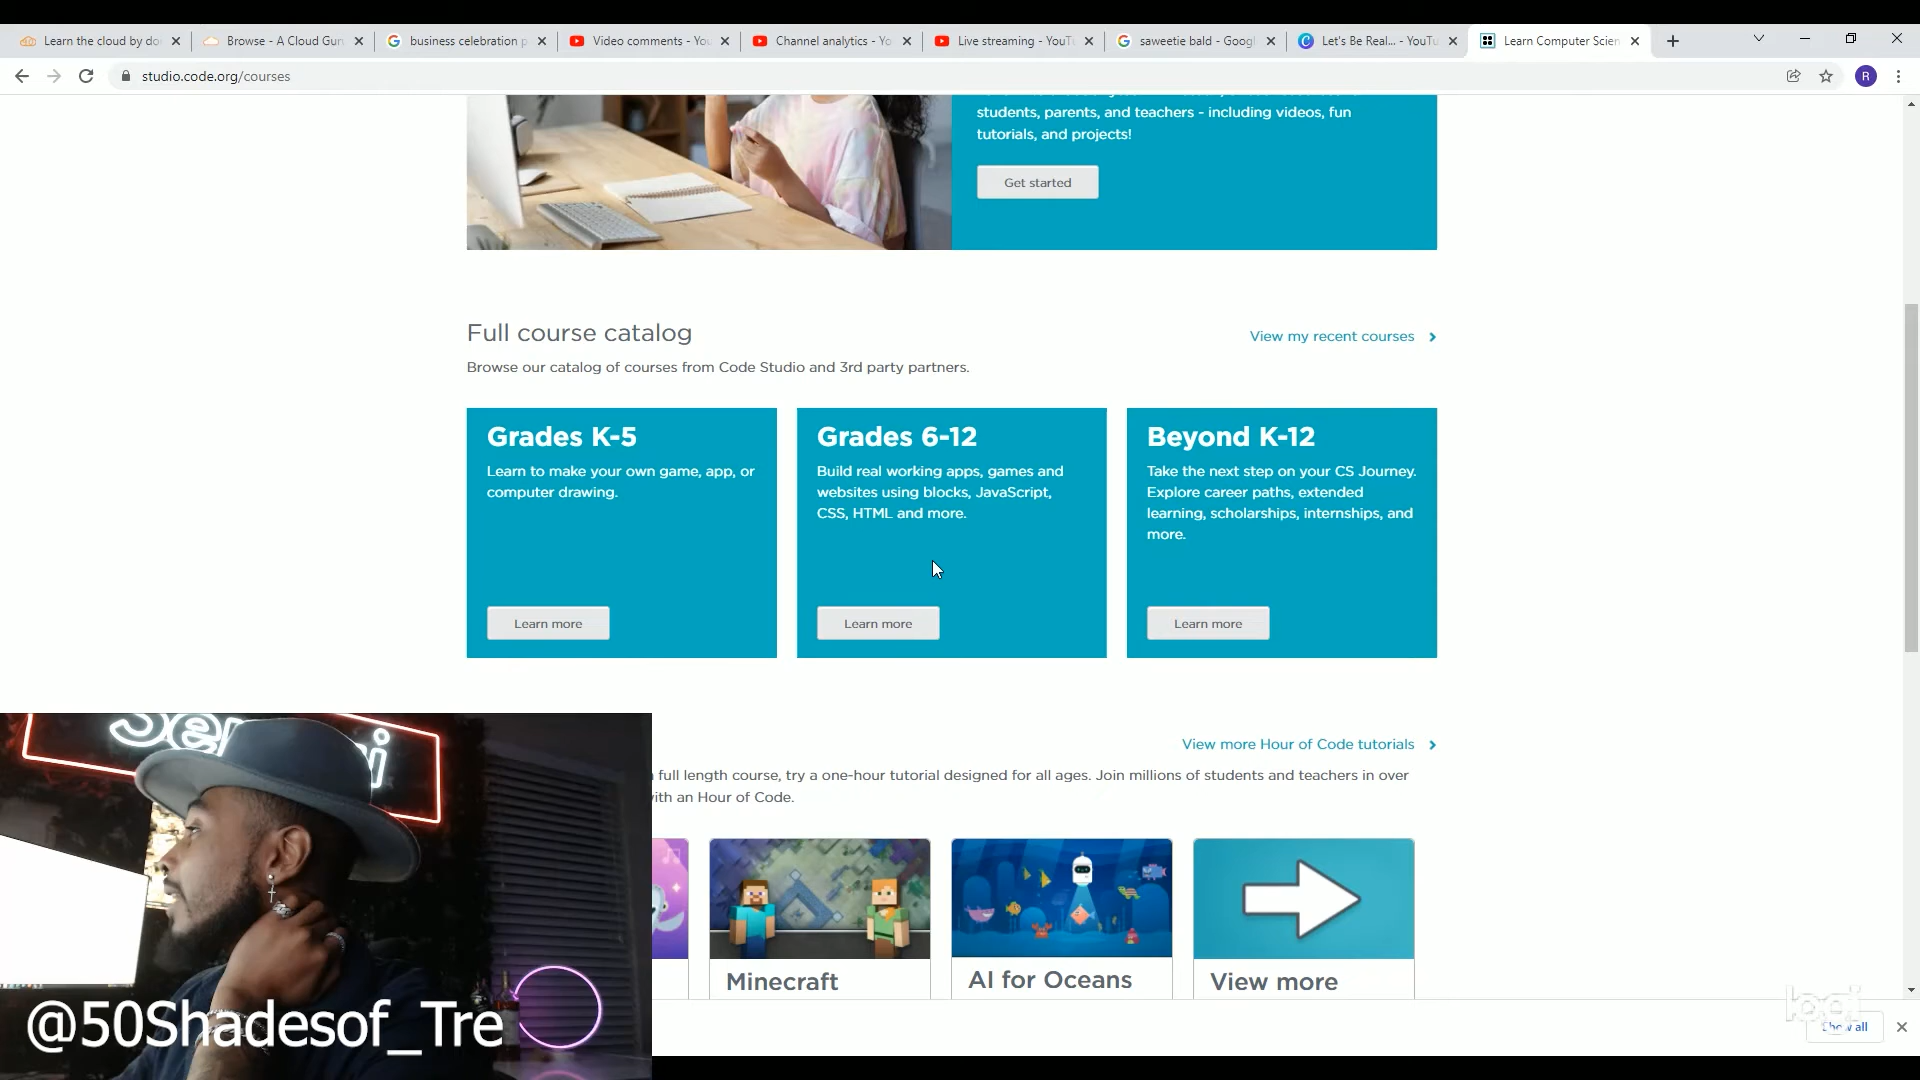 Learn the cloud by do
Browse - A Cloud Gur
business celebration p
Video comments - You
Channel analytics - Yo
Live streaming - YouTu
saweetie bald - Googl
Let's Be Real... - YouTu
Learn Computer Scien
studio.code.org/courses
R
students, parents, and teachers - including videos, fun
tutorials, and projects!
Get started
Full course catalog
View my recent courses
Browse our catalog of courses from Code Studio and 3rd party partners.
Grades K-5
Learn to make your own game, app, or
computer drawing.
Learn more
Grades 6-12
Build real working apps, games and
websites using blocks, JavaScript,
CSS, HTML and more.
Learn more
Beyond K-12
Take the next step on your CS Journey.
Explore career paths, extended
learning, scholarships, internships, and
more.
Learn more
View more Hour of Code tutorials
full length course, try a one-hour tutorial designed for all ages. Join millions of students and teachers in over
with an Hour of Code.
Minecraft
AI for Oceans
View more
@50Shadesof_Tre
logi
Show all